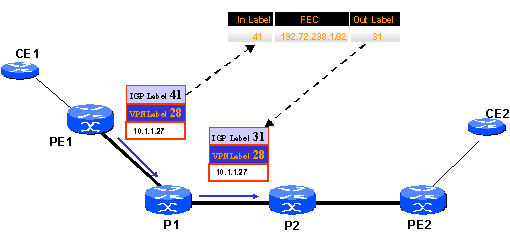 In Label FEC Out Label
41 192.72.238.1/32 31
CE1
IGP Label 41
VPN Label 28
10.1.1.27
PE1
IGP Label 31
VPN Label 28
10.1.1.27
CE2
P1
P2
PE2